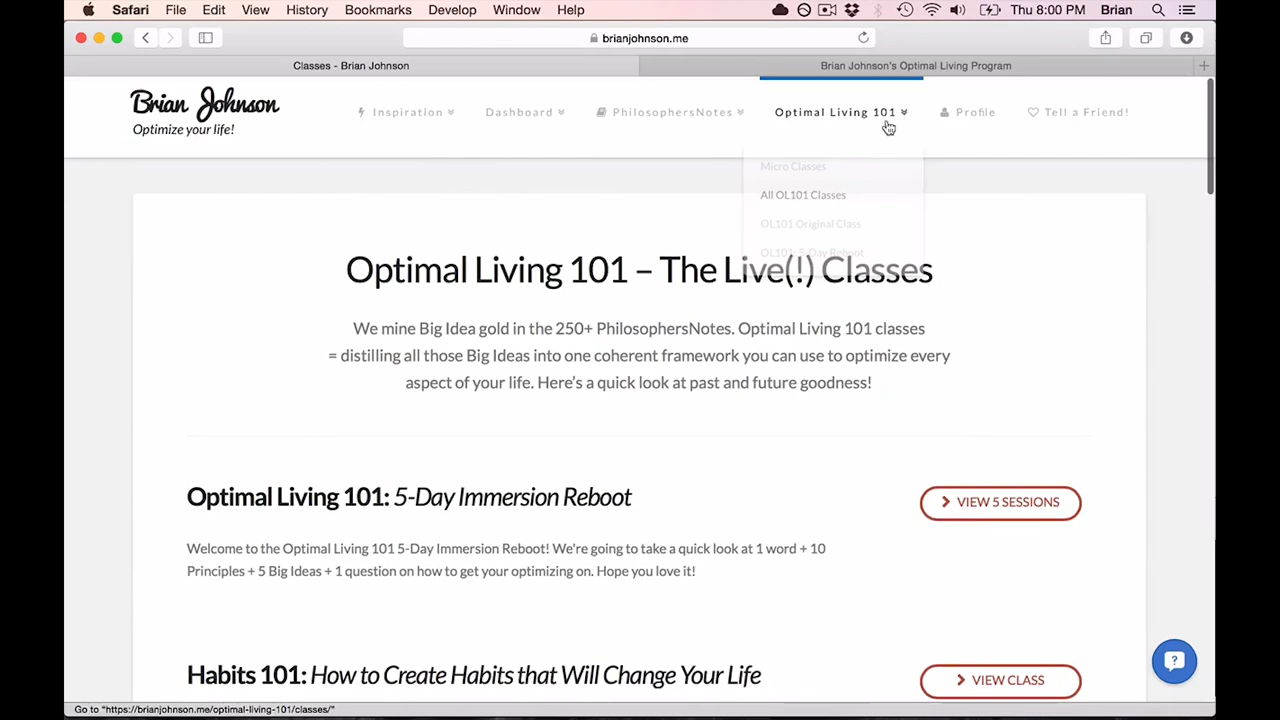 Safari File Edit View History Bookmarks Develop Window Help Thu 8:00 PM Brian
brianjohnson.me
Classes - Brian Johnson Brian Johnson's Optimal Living Program
Brian Johnson
Optimize your life!
Inspiration Dashboard PhilosophersNotes Optimal Living 101 Profile Tell a Friend!
Micro Classes
All OL101 Classes
OL101 Original Class
OL101: 5-Day Reboot
Optimal Living 101 – The Live(!) Classes
We mine Big Idea gold in the 250+ PhilosophersNotes. Optimal Living 101 classes
= distilling all those Big Ideas into one coherent framework you can use to optimize every
aspect of your life. Here's a quick look at past and future goodness!
Optimal Living 101: 5-Day Immersion Reboot
VIEW 5 SESSIONS
Welcome to the Optimal Living 101 5-Day Immersion Reboot! We're going to take a quick look at 1 word + 10
Principles + 5 Big Ideas + 1 question on how to get your optimizing on. Hope you love it!
Habits 101: How to Create Habits that Will Change Your Life
VIEW CLASS
Go to "https://brianjohnson.me/optimal-living-101/classes/"